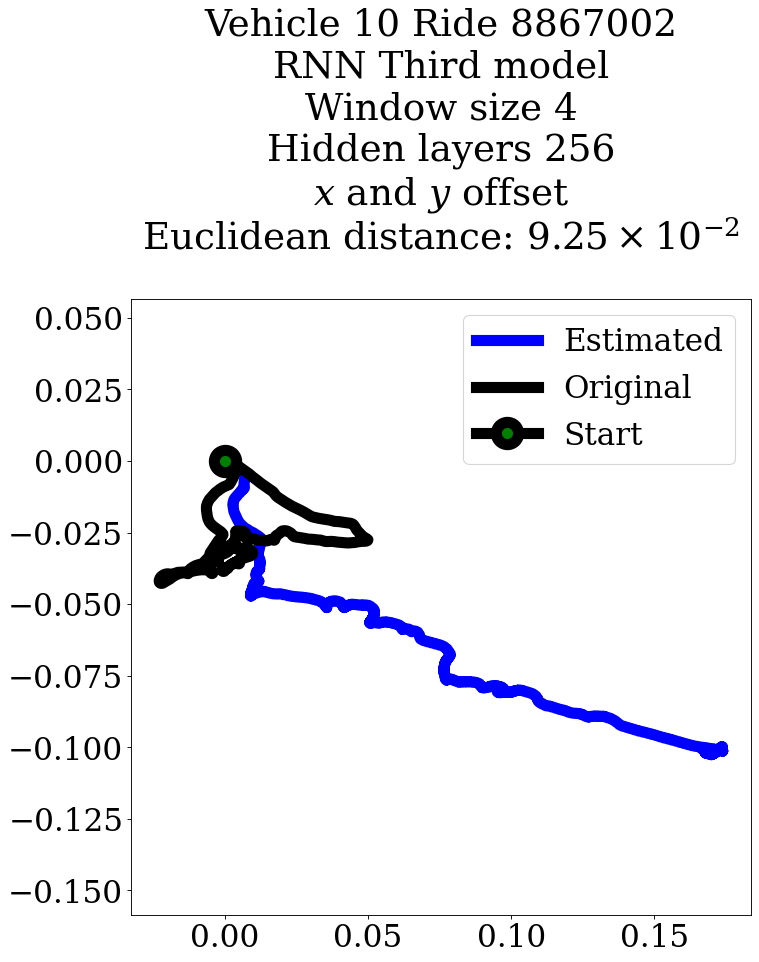 Vehicle 10 Ride 8867002
RNN Third model
Window size 4
Hidden layers 256
x and y offset
Euclidean distance: 9.25 × 10⁻²
Estimated
Original
Start
0.050
0.025
0.000
−0.025
−0.050
−0.075
−0.100
−0.125
−0.150
0.00 0.05 0.10 0.15